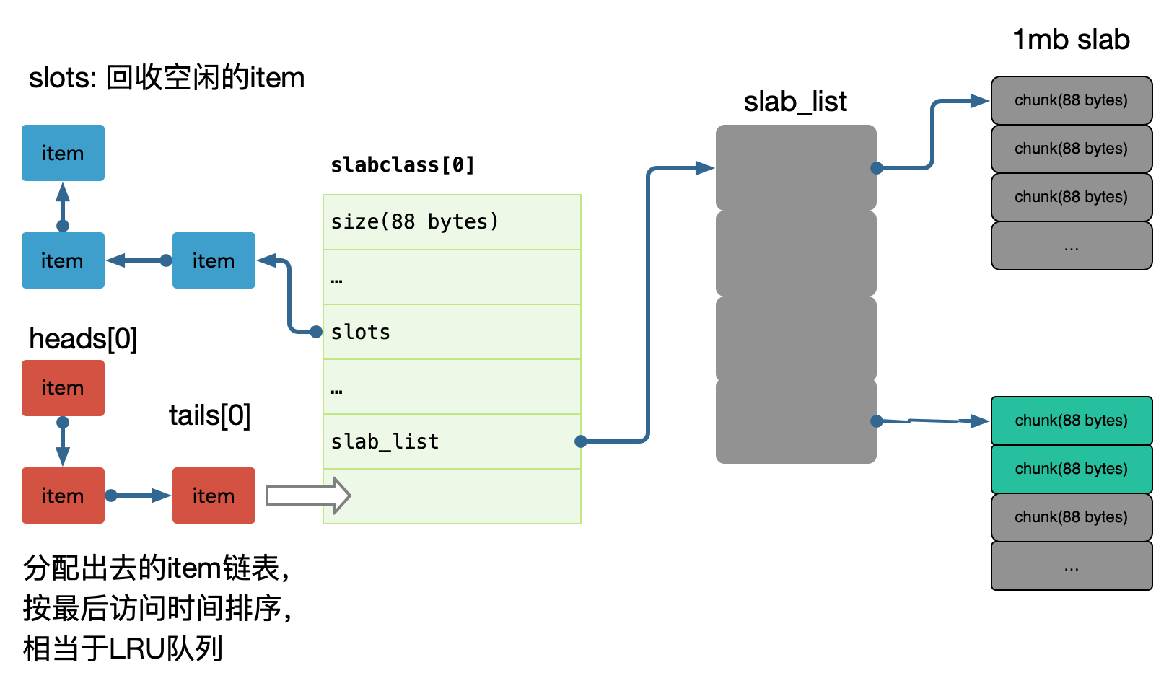 1mb slab
slots: 回收空闲的item
slab_list
chunk(88 bytes)
chunk(88 bytes)
chunk(88 bytes)
...
item
slabclass[0]
size(88 bytes)
…
slots
…
slab_list
item
item
heads[0]
item
tails[0]
item
item
chunk(88 bytes)
chunk(88 bytes)
chunk(88 bytes)
...
分配出去的item链表，
按最后访问时间排序，
相当于LRU队列